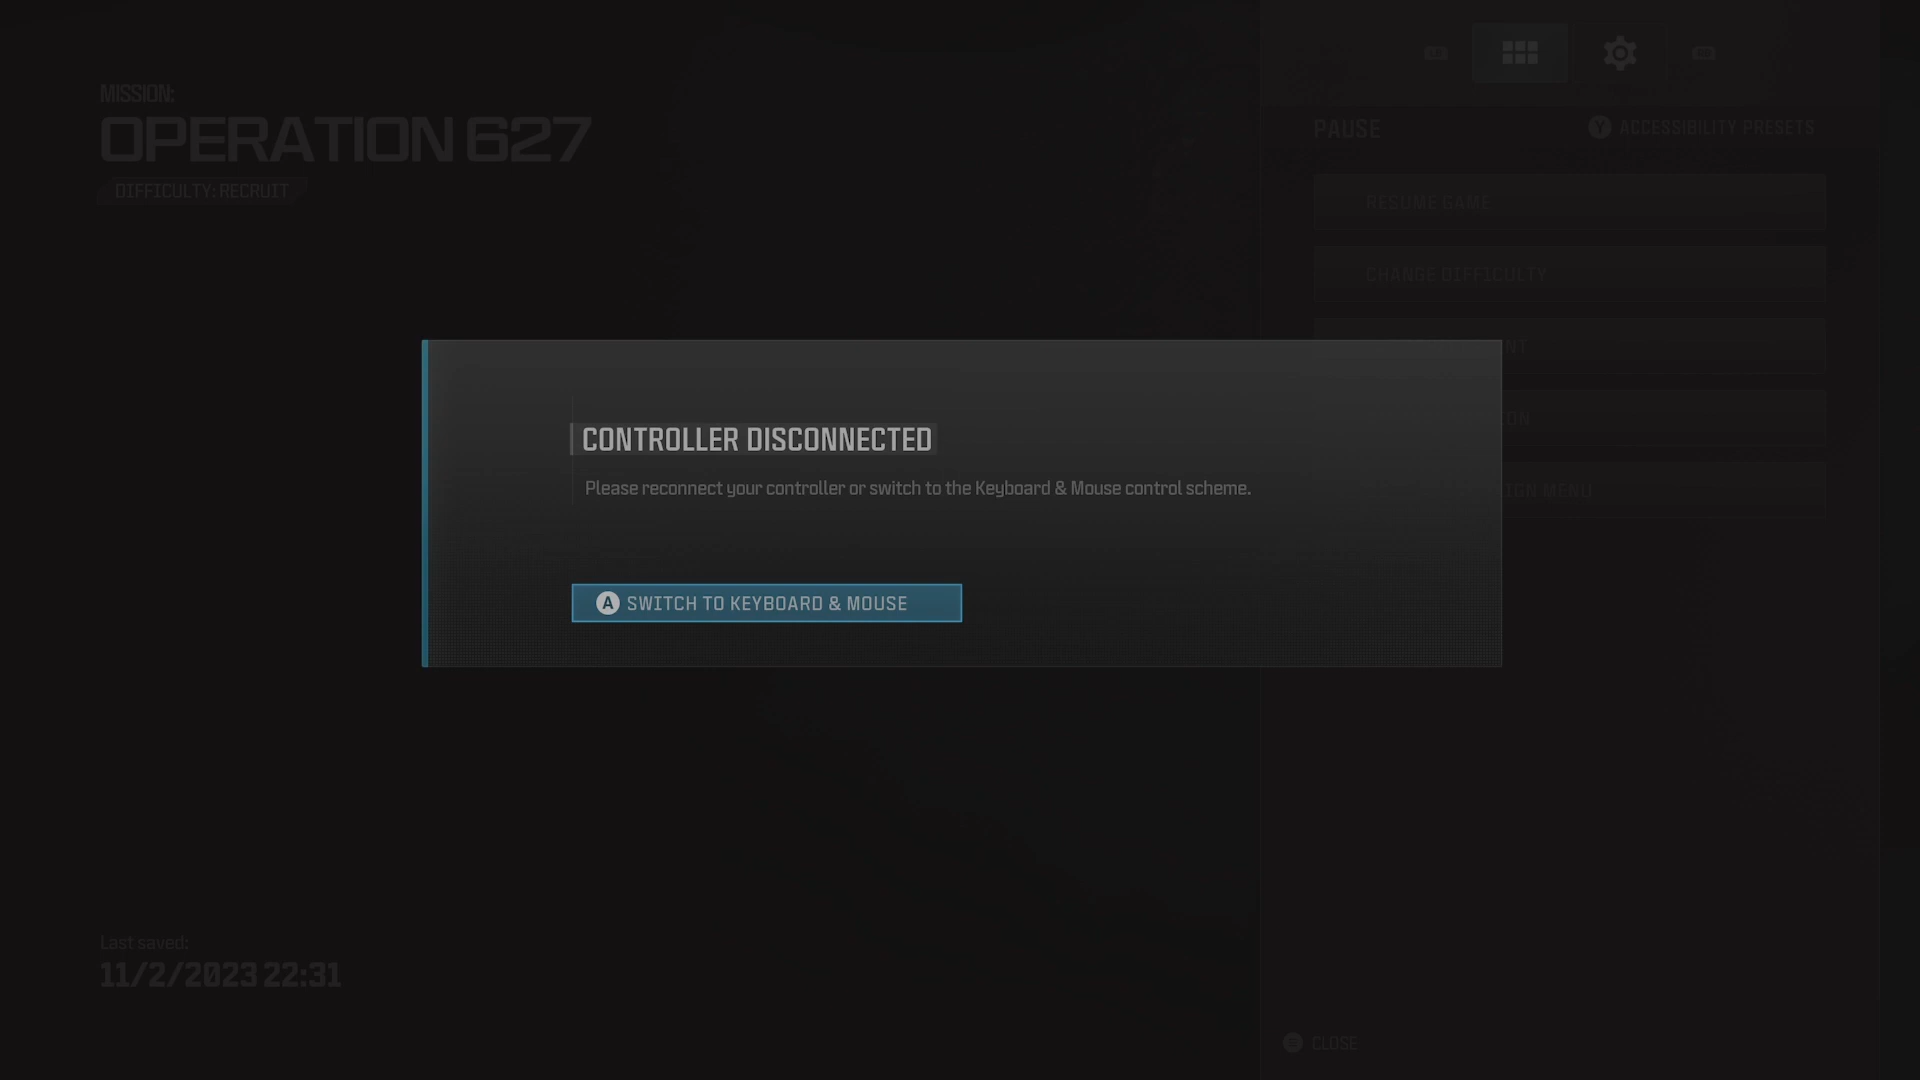 MISSION:
OPERATION 627
DIFFICULTY: RECRUIT
PAUSE
Y ACCESSIBILITY PRESETS
RESUME GAME
CHANGE DIFFICULTY
CONTROLLER DISCONNECTED
Please reconnect your controller or switch to the Keyboard & Mouse control scheme.
A SWITCH TO KEYBOARD & MOUSE
MENU
Last saved:
11/2/2023 22:31
CLOSE